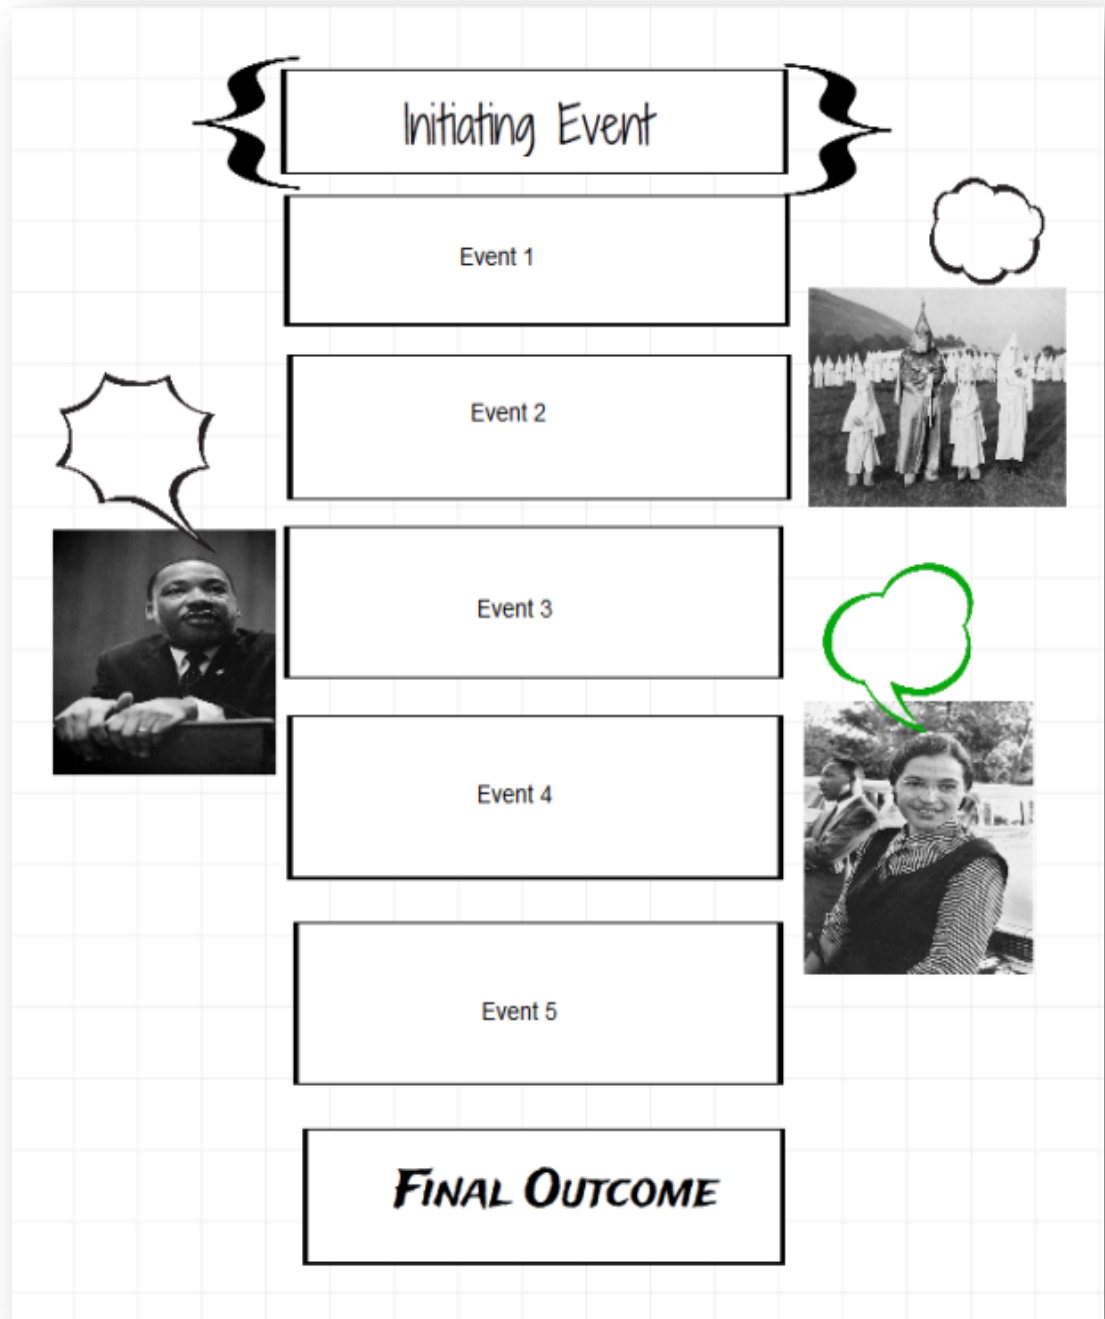 Initiating Event
Event 1
Event 2
Event 3
Event 4
Event 5
FINAL OUTCOME